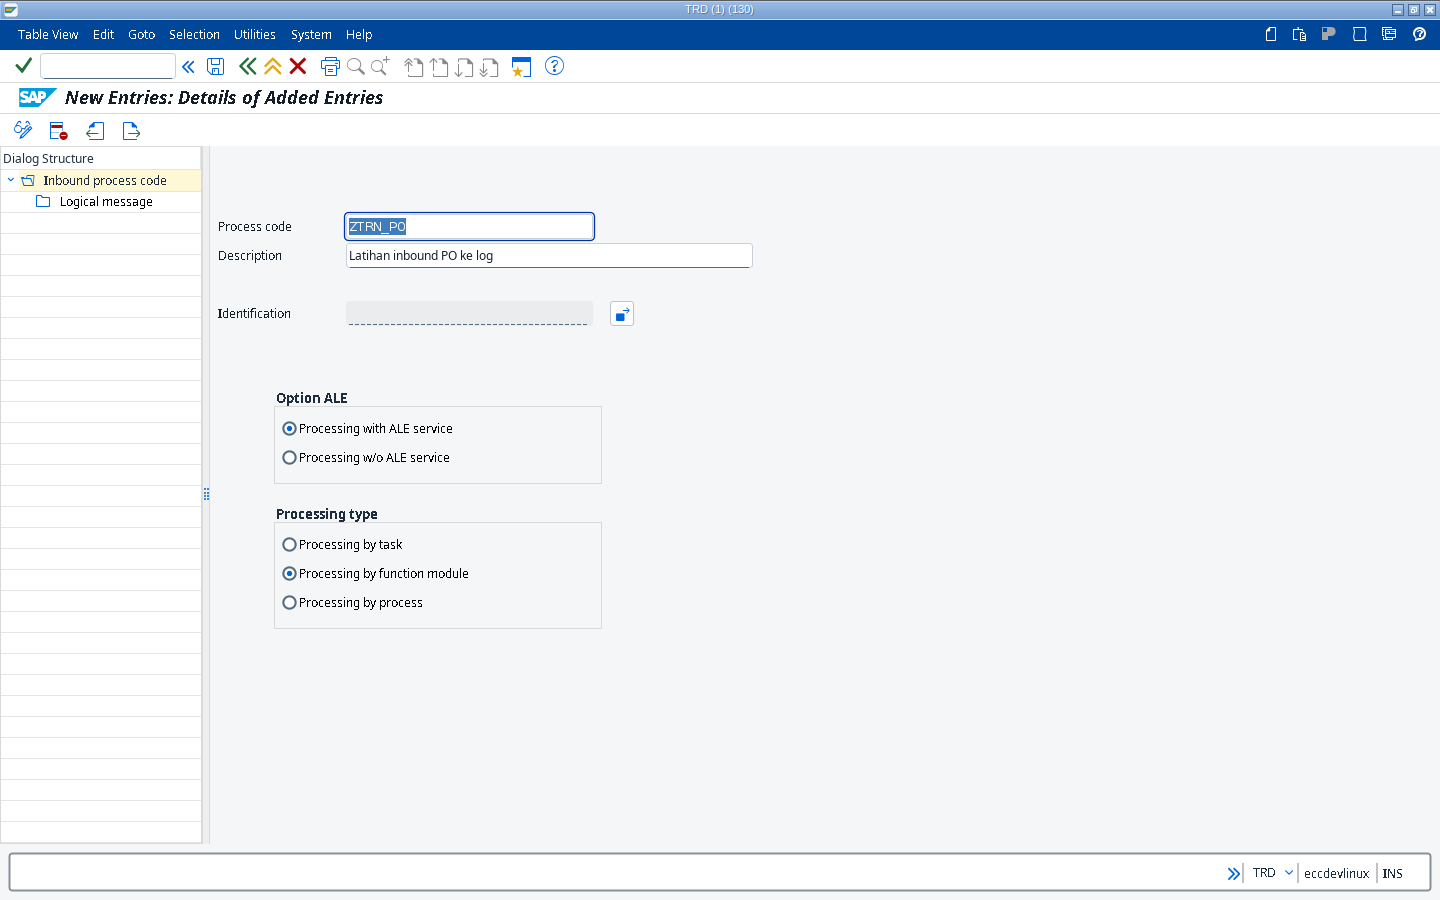 TRD (1) (130)
Table View Edit Goto Selection Utilities System Help
SAP New Entries: Details of Added Entries
Dialog Structure
Inbound process code
Logical message
Process code ZTRN_PO
Description Latihan inbound PO ke log
Identification
Option ALE
Processing with ALE service
Processing w/o ALE service
Processing type
Processing by task
Processing by function module
Processing by process
TRD eccdevlinux INS